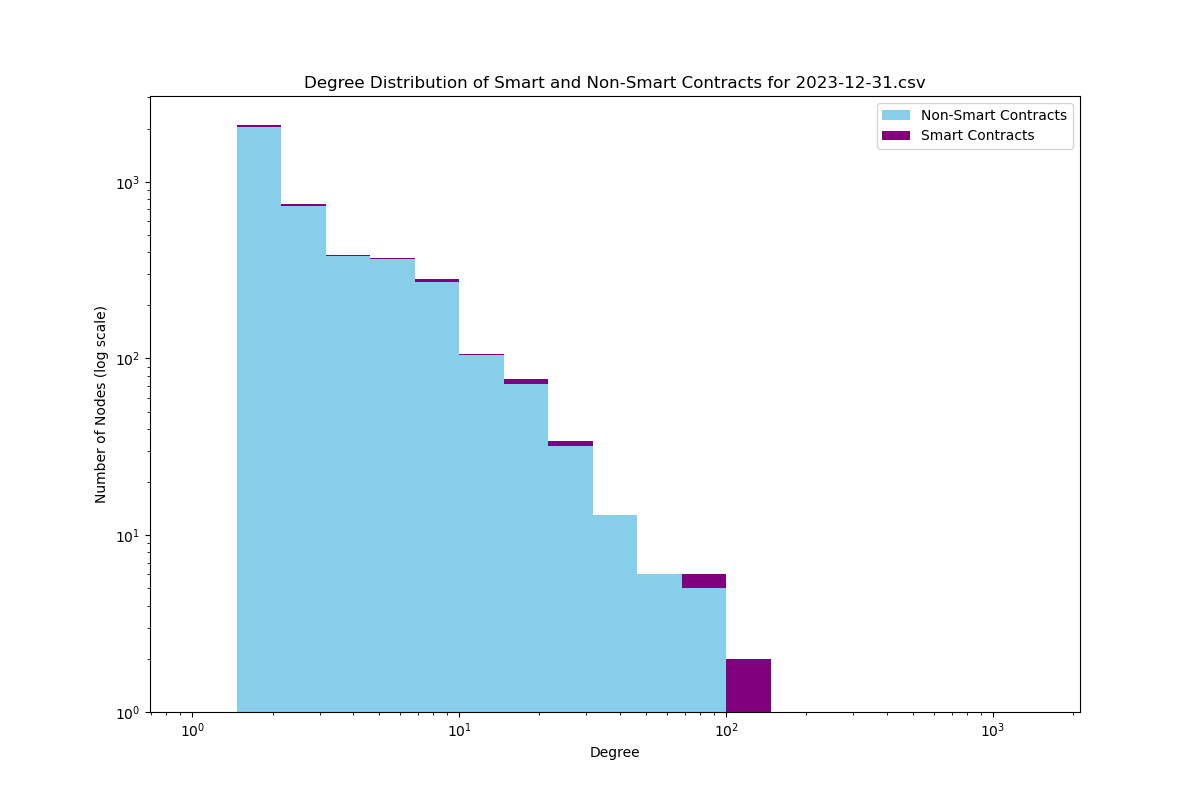 Degree Distribution of Smart and Non-Smart Contracts for 2023-12-31.csv
Non-Smart Contracts
Smart Contracts
Number of Nodes (log scale)
10³
10²
10¹
10⁰
10⁰ 10¹ 10² 10³
Degree